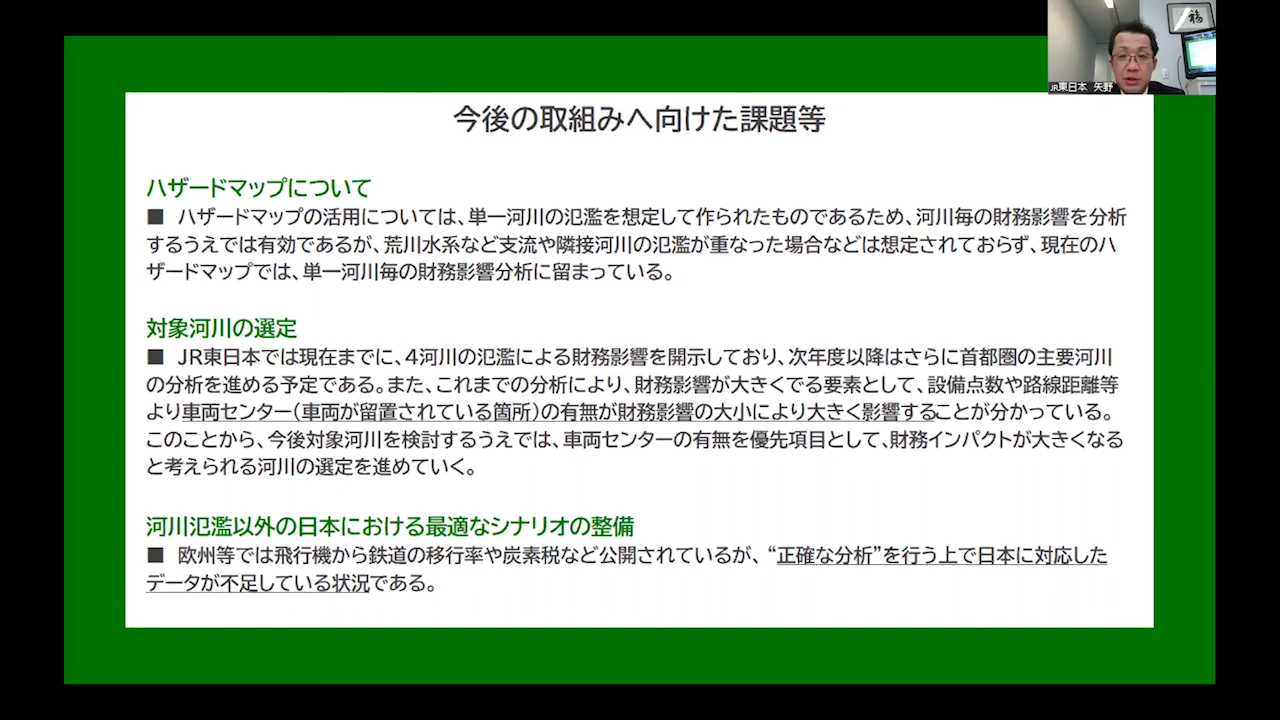 福
JR東日本 矢野
今後の取組みへ向けた課題等
ハザードマップについて
■ ハザードマップの活用については、単一河川の氾濫を想定して作られたものであるため、河川毎の財務影響を分析
するうえでは有効であるが、荒川水系など支流や隣接河川の氾濫が重なった場合などは想定されておらず、現在のハ
ザードマップでは、単一河川毎の財務影響分析に留まっている。
対象河川の選定
■ JR東日本では現在までに、4河川の氾濫による財務影響を開示しており、次年度以降はさらに首都圏の主要河川
の分析を進める予定である。また、これまでの分析により、財務影響が大きくでる要素として、設備点数や路線距離等
より車両センター(車両が留置されている箇所)の有無が財務影響の大小により大きく影響することが分かっている。
このことから、今後対象河川を検討するうえでは、車両センターの有無を優先項目として、財務インパクトが大きくなる
と考えられる河川の選定を進めていく。
河川氾濫以外の日本における最適なシナリオの整備
■ 欧州等では飛行機から鉄道の移行率や炭素税など公開されているが、“正確な分析”を行う上で日本に対応した
データが不足している状況である。